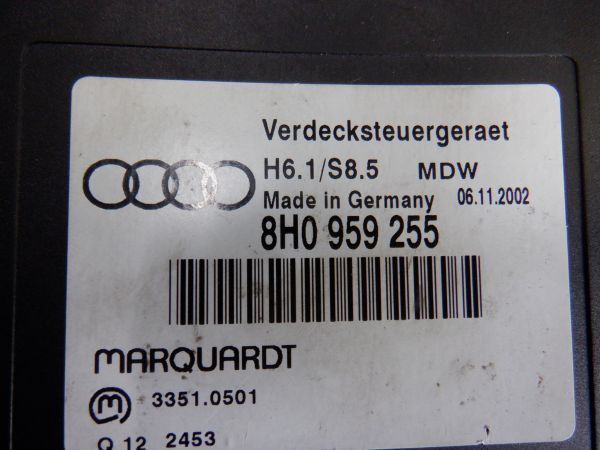 Verdecksteuergeraet
H6.1/S8.5 MDW
Made in Germany 06.11.2002
8H0 959 255
MARQUARDT
m 3351.0501
Q 12 2453